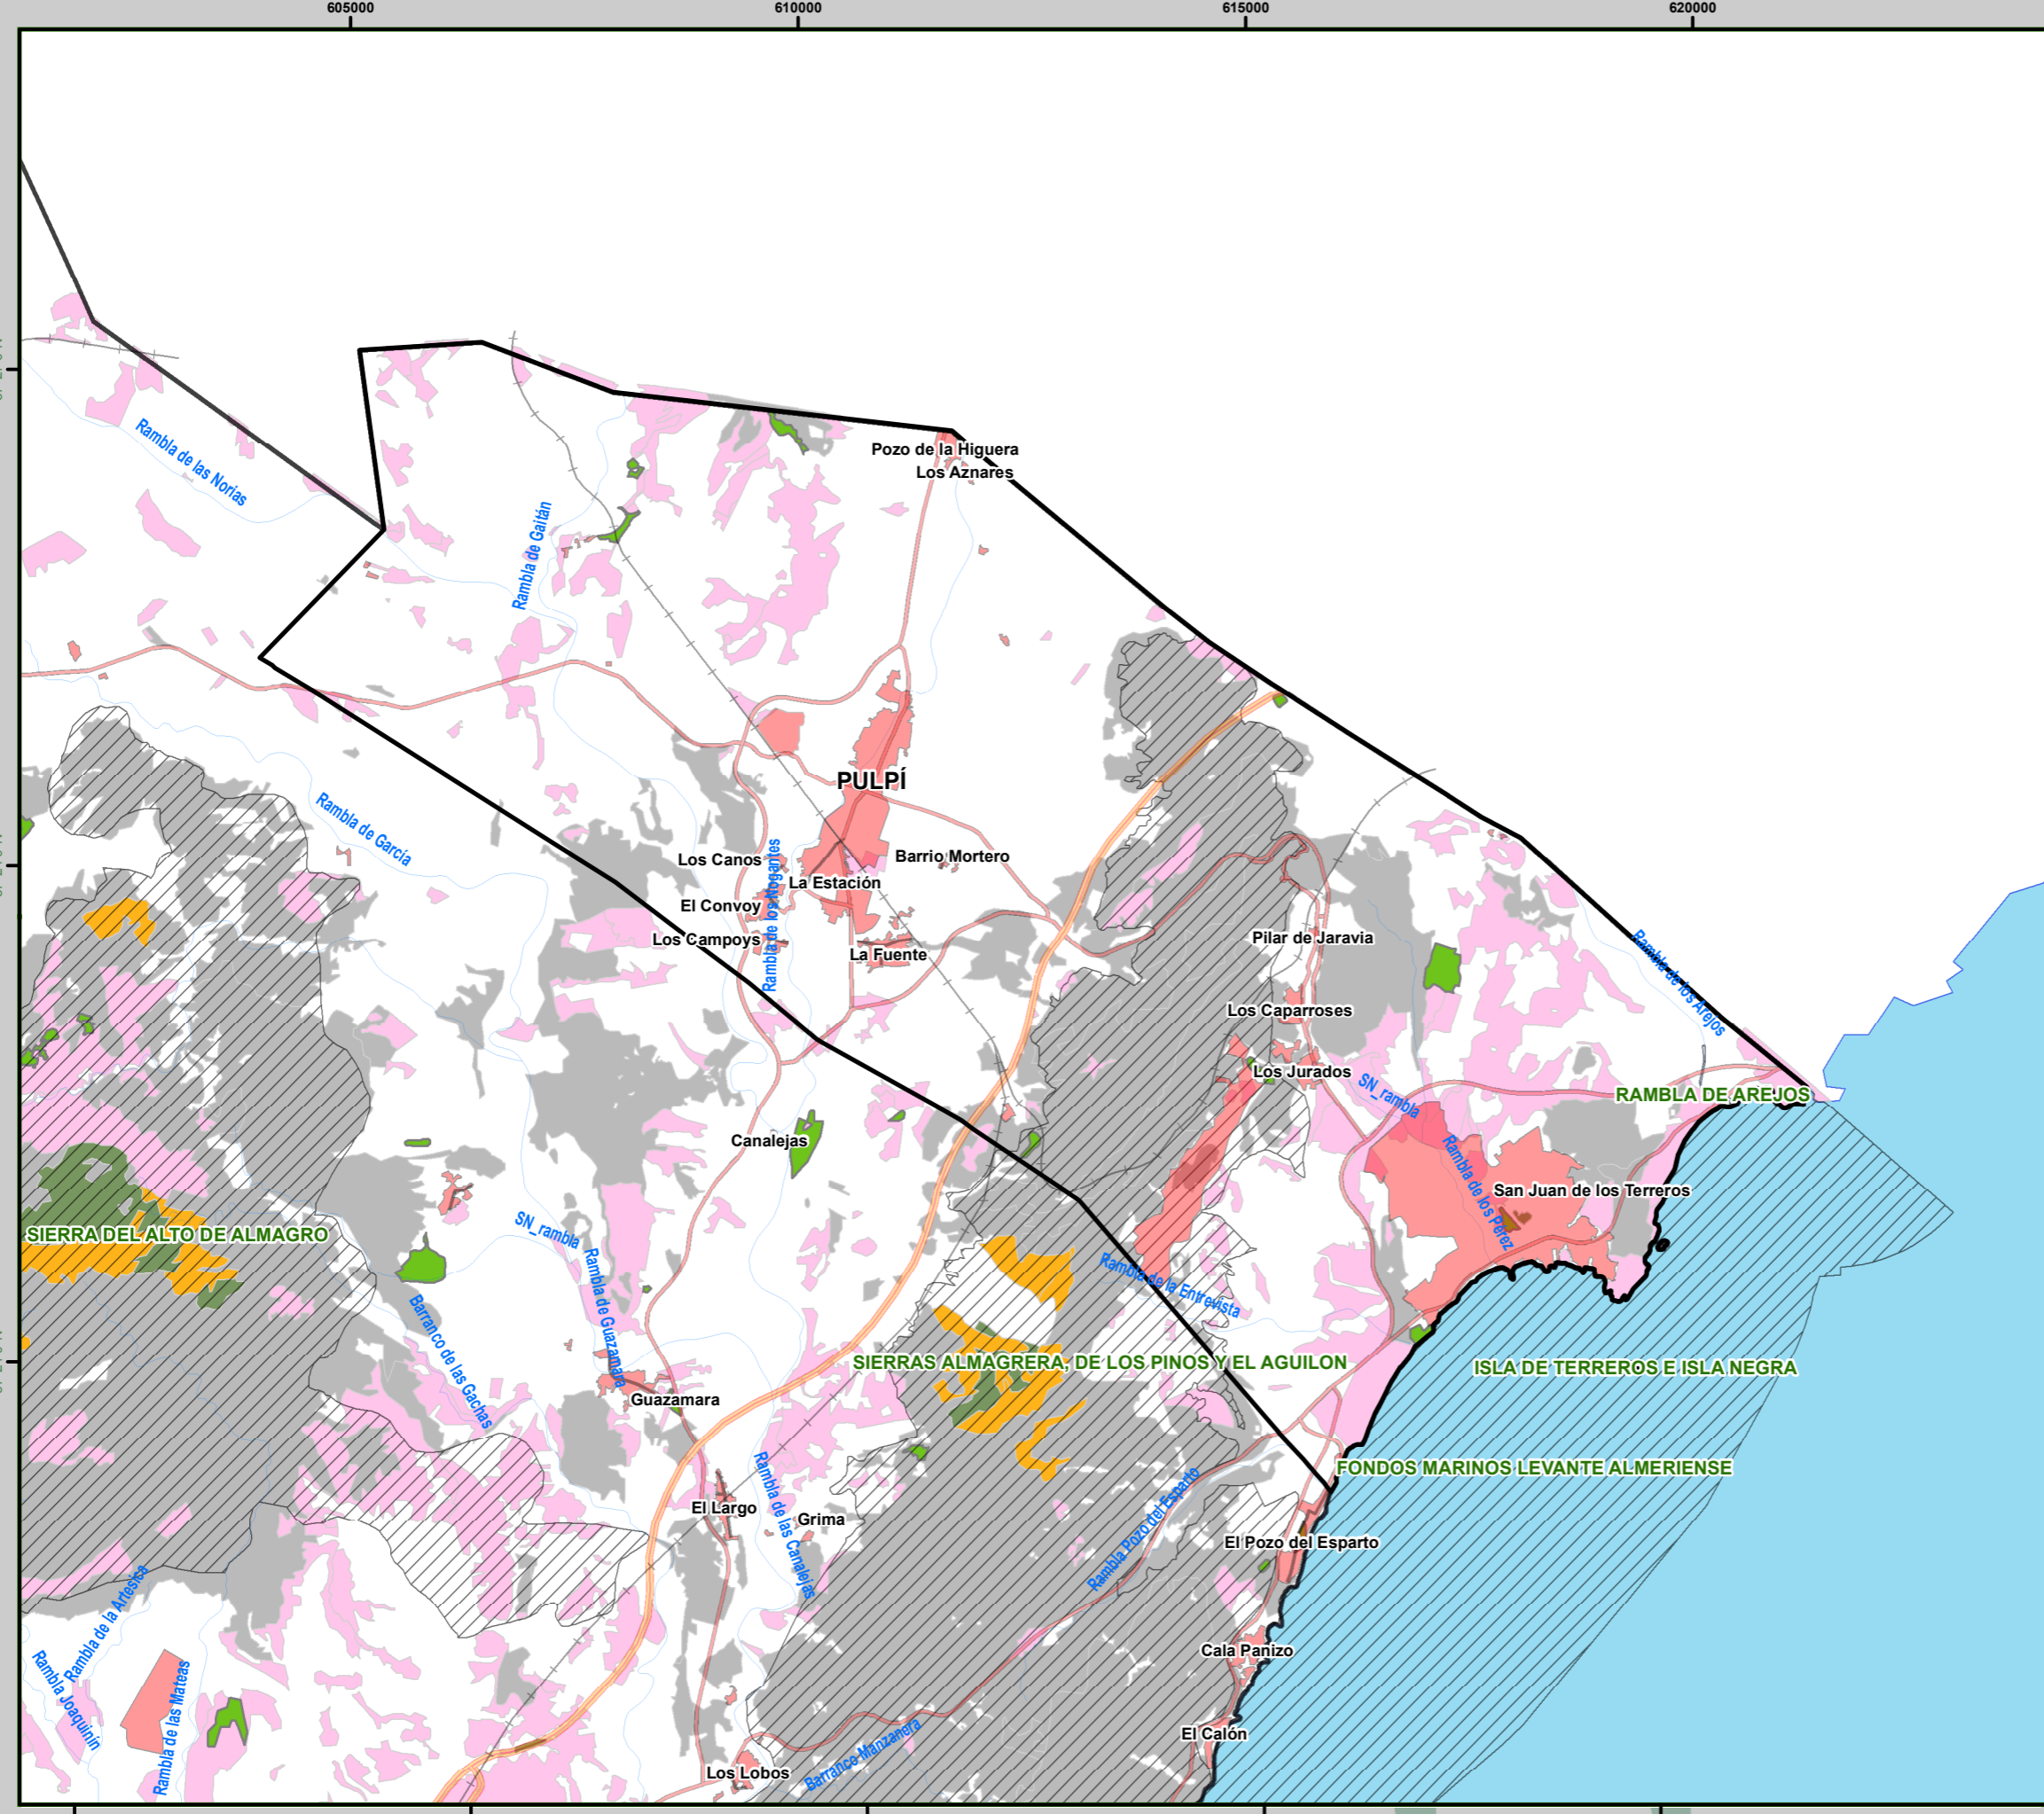 605000
610000
615000
620000
Rambla de las Norias
Rambla de Gaitán
Pozo de la Higuera
Los Aznares
PULPÍ
Rambla de García
Los Canos
Barrio Mortero
La Estación
El Convoy
Rambla de los Nogantes
Los Campoys
La Fuente
Pilar de Jaravia
Rambla de los Arejos
Los Caparroses
Los Jurados
SN_rambla
RAMBLA DE AREJOS
Canalejas
Rambla de los Pérez
San Juan de los Terreros
SIERRA DEL ALTO DE ALMAGRO
SN_rambla
Rambla de Guazamara
Rambla de la Entrevista
Barranco de las Gachas
SIERRAS ALMAGRERA, DE LOS PINOS Y EL AGUILON
ISLA DE TERREROS E ISLA NEGRA
Guazamara
FONDOS MARINOS LEVANTE ALMERIENSE
El Largo
Grima
Rambla de las Canalejas
Rambla Pozo del Esparto
El Pozo del Esparto
Rambla de la Artesica
Rambla Joaquinín
Rambla de las Mateas
Cala Panizo
El Calón
Barranco Manzanera
Los Lobos